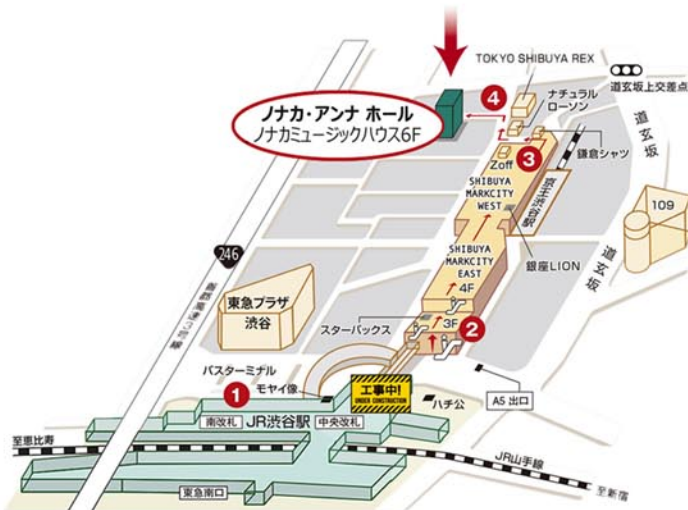 TOKYO SHIBUYA REX
道玄坂上交差点
ノナカ・アンナ ホール
ノナカミュージックハウス6F
4
ナチュラル
ローソン
道玄坂
鎌倉シャツ
Zoff
3
SHIBUYA
MARKCITY
WEST
京王渋谷駅
109
道玄坂
銀座LION
246
SHIBUYA
MARKCITY
EAST
4F
東急プラザ
渋谷
スターバックス
3F
2
バスターミナル
モヤイ像
1
工事中!
UNDER CONSTRUCTION
ハチ公
A5 出口
JR渋谷駅
南改札
中央改札
至恵比寿
JR山手線
東急南口
至新宿